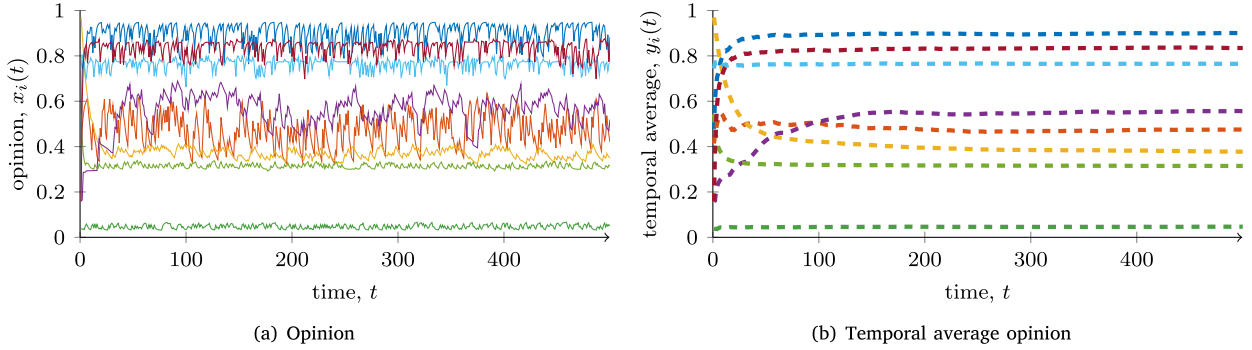 opinion, x_i(t)
1
0.8
0.6
0.4
0.2
0
0 100 200 300 400
time, t
(a) Opinion
temporal average, y_i(t)
1
0.8
0.6
0.4
0.2
0
0 100 200 300 400
time, t
(b) Temporal average opinion